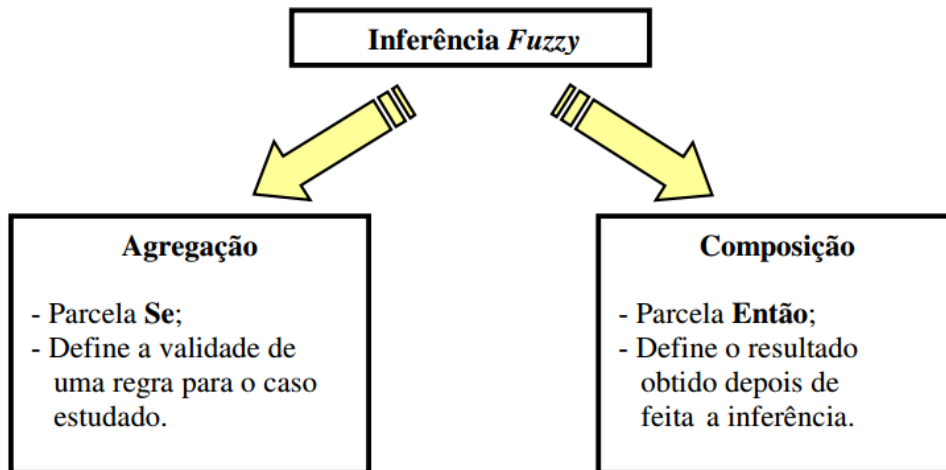 Inferência Fuzzy
Agregação
- Parcela Se;
- Define a validade de
uma regra para o caso
estudado.
Composição
- Parcela Então;
- Define o resultado
obtido depois de
feita a inferência.